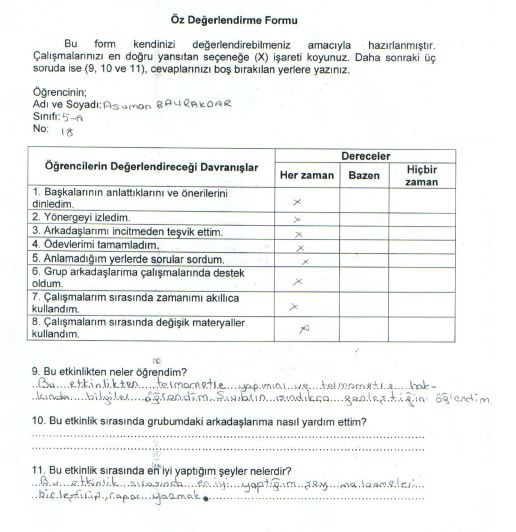 Öz Değerlendirme Formu
Bu form kendinizi değerlendirebilmeniz amacıyla hazırlanmıştır.
Çalışmalarınızı en doğru yansıtan seçeneğe (X) işareti koyunuz. Daha sonraki üç
soruda ise (9, 10 ve 11), cevaplarınızı boş bırakılan yerlere yazınız.
Öğrencinin;
Adı ve Soyadı: Asuman BAYRAKDAR
Sınıfı: 5-A
No: 18
Öğrencilerin Değerlendireceği Davranışlar
Dereceler
Her zaman Bazen Hiçbir zaman
1. Başkalarının anlattıklarını ve önerilerini
dinledim. X
2. Yönergeyi izledim. X
3. Arkadaşlarımı incitmeden teşvik ettim. X
4. Ödevlerimi tamamladım. X
5. Anlamadığım yerlerde sorular sordum. X
6. Grup arkadaşlarıma çalışmalarında destek
oldum. X
7. Çalışmalarım sırasında zamanımı akıllıca
kullandım. X
8. Çalışmalarım sırasında değişik materyaller
kullandım. X
9. Bu etkinlikten neler öğrendim?
Bu etkinlikten termometre yapımını ve termometre hak-
kında bilgiler öğrendim. Sıvıların ısındıkça genleştiğini öğrendim
10. Bu etkinlik sırasında grubumdaki arkadaşlarıma nasıl yardım ettim?
11. Bu etkinlik sırasında en iyi yaptığım şeyler nelerdir?
Bu etkinlik sırasında en iyi yaptığım şey malzemeleri
birleştirip, rapor yazmak.